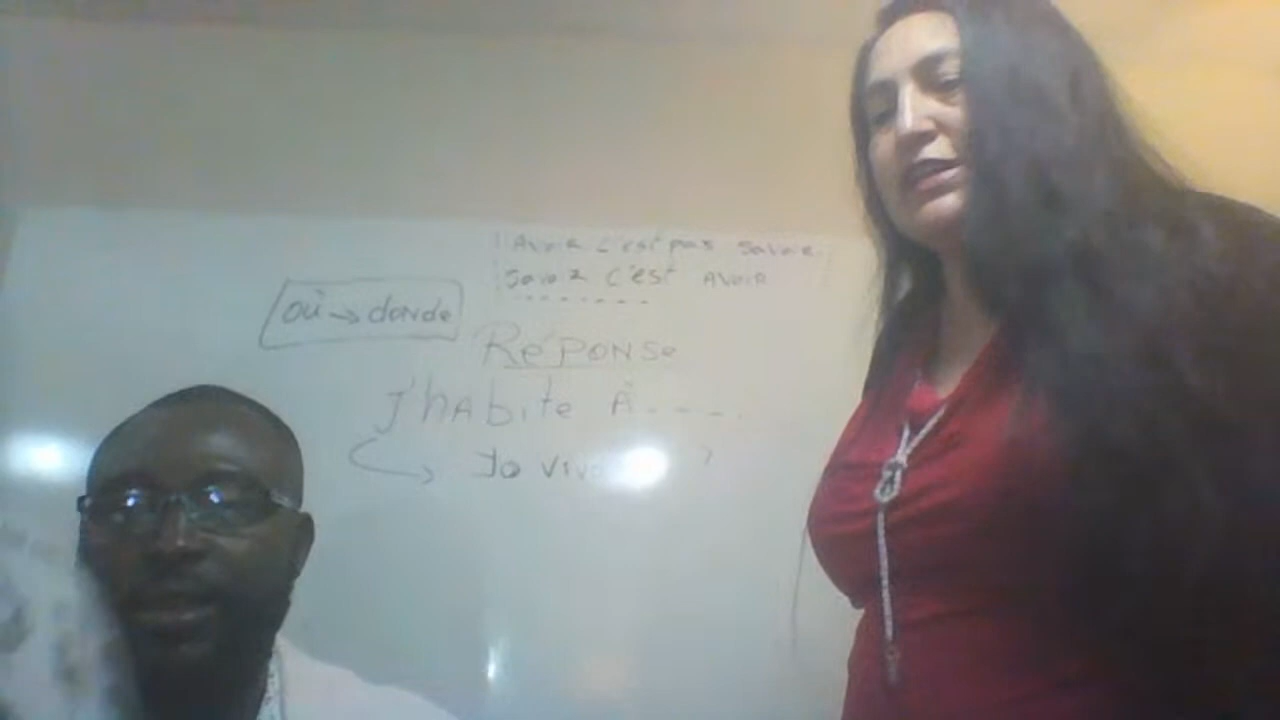 Avoir c'est pas savoir.
Savoir c'est AVOIR
Où → donde
RéPONSe
J'hAbite À - - - -
Yo vivo